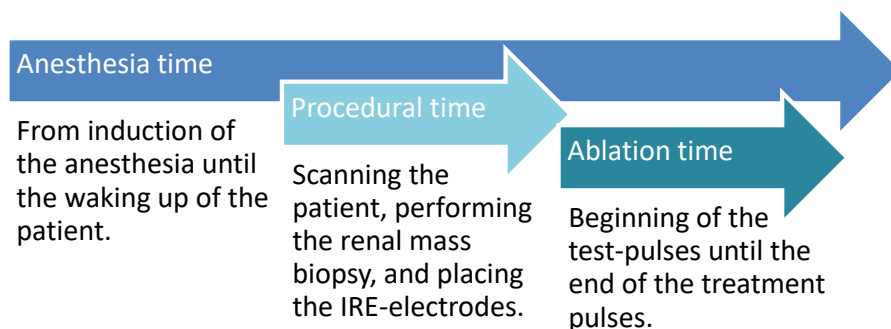 Anesthesia time
From induction of
the anesthesia until
the waking up of the
patient.
Procedural time
Scanning the
patient, performing
the renal mass
biopsy, and placing
the IRE-electrodes.
Ablation time
Beginning of the
test-pulses until the
end of the treatment
pulses.